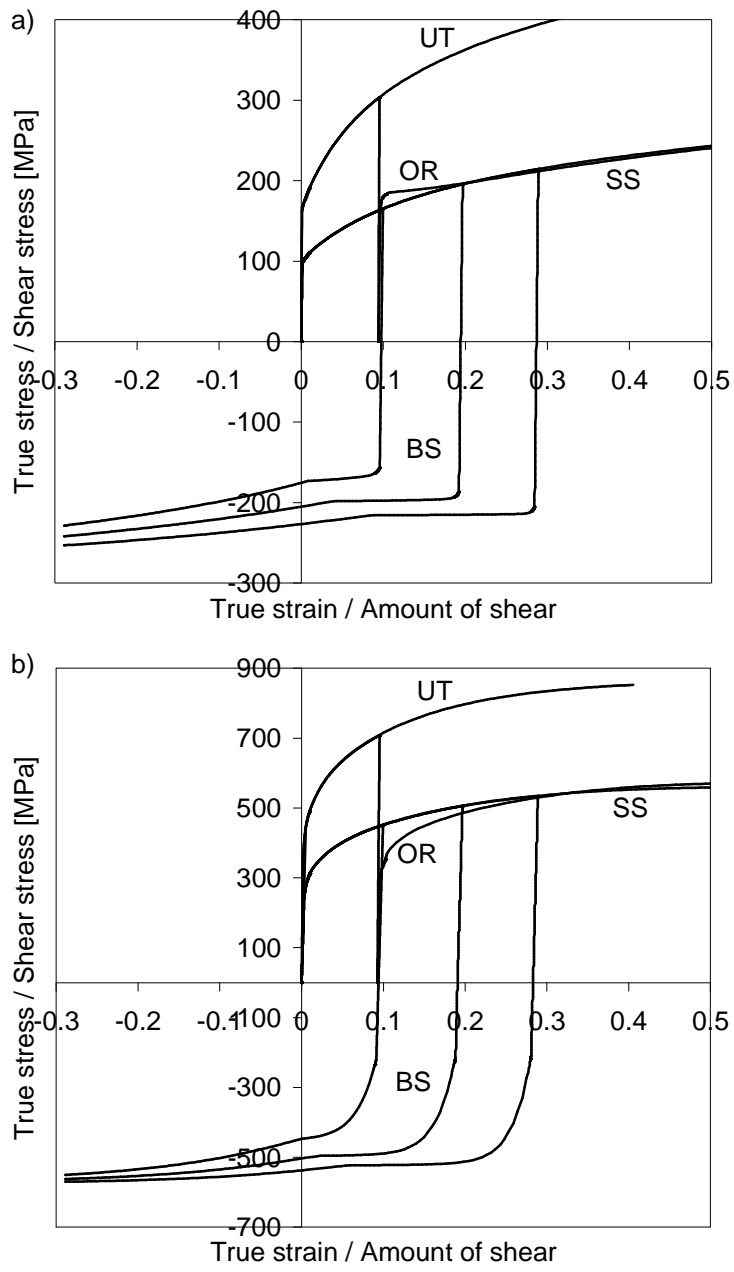 a)
True stress / Shear stress [MPa]
400
300
200
100
0
-100
-200
-300
UT
OR
SS
BS
-0.3 -0.2 -0.1 0 0.1 0.2 0.3 0.4 0.5
True strain / Amount of shear
b)
True stress / Shear stress [MPa]
900
700
500
300
100
-100
-300
-500
-700
UT
SS
OR
BS
-0.3 -0.2 -0.1 0 0.1 0.2 0.3 0.4 0.5
True strain / Amount of shear